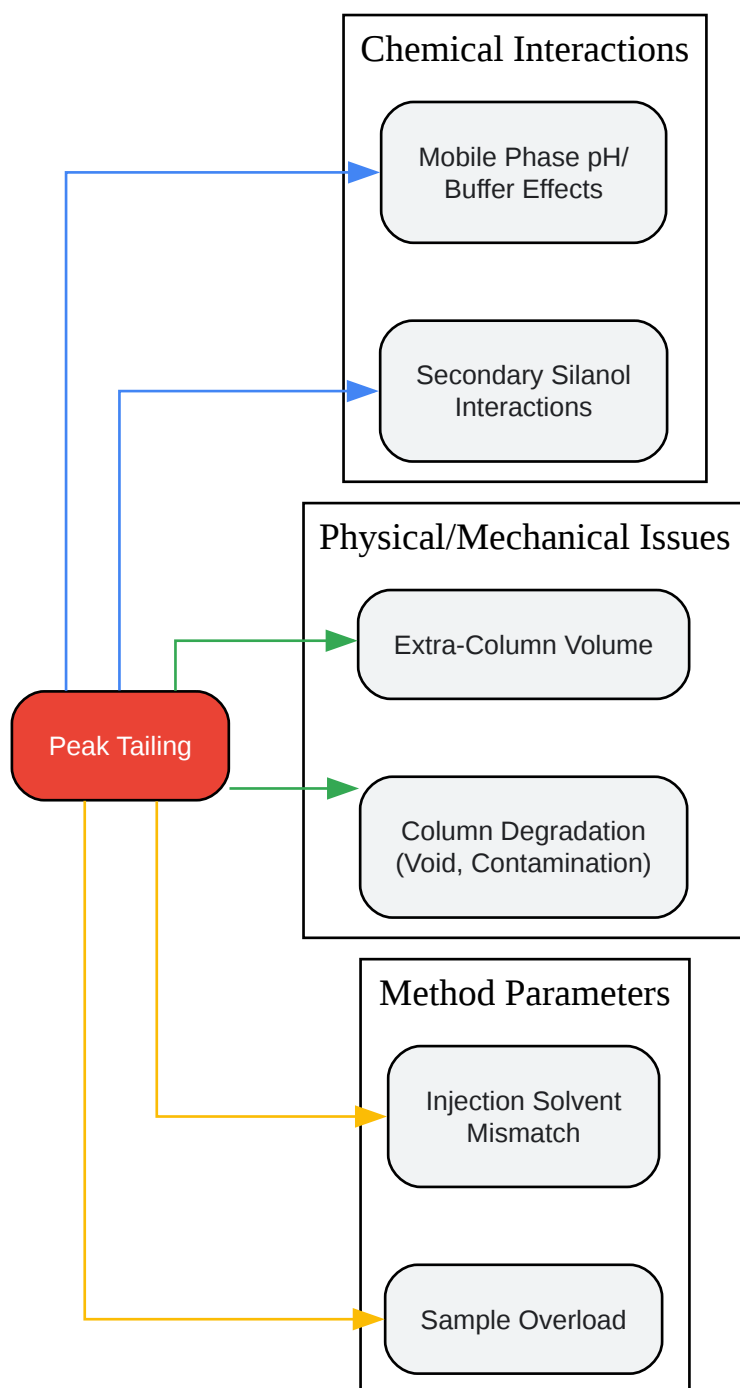 Chemical Interactions
Mobile Phase pH/
Buffer Effects
Secondary Silanol
Interactions
Physical/Mechanical Issues
Extra-Column Volume
Peak Tailing
Column Degradation
(Void, Contamination)
Method Parameters
Injection Solvent
Mismatch
Sample Overload